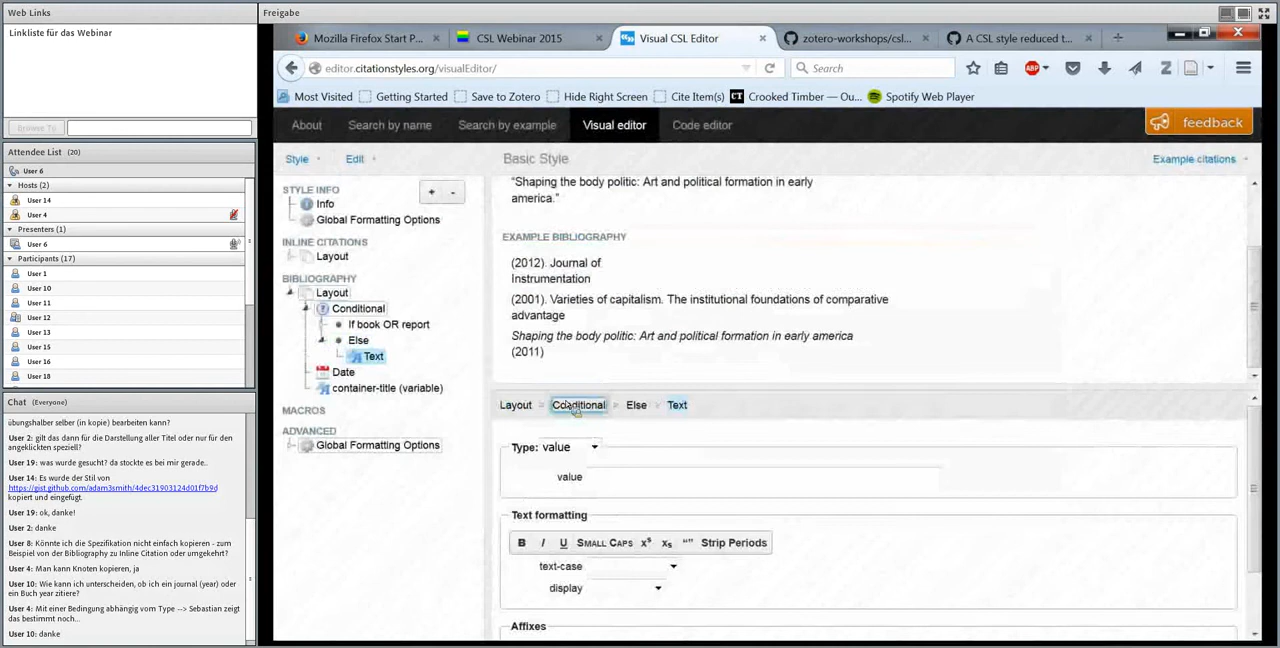 Web Links
Linkliste für das Webinar
Browse To
Attendee List (20)
User 6
Hosts (2)
User 14
User 4
Presenters (1)
User 6
Participants (17)
User 1
User 10
User 11
User 12
User 13
User 15
User 16
User 18
Chat (Everyone)
übungshalber selber (in kopie) bearbeiten kann?
User 2: gilt das dann für die Darstellung aller Titel oder nur für den
angeklickten speziell?
User 19: was wurde gesucht? da stockte es bei mir gerade..
User 14: Es wurde der Stil von
https://gist.github.com/adam3smith/4dec31903124d01f7b9d
kopiert und eingefügt.
User 19: ok, danke!
User 2: danke
User 8: Könnte ich die Spezifikation nicht einfach kopieren - zum
Beispiel von der Bibliography zu Inline Citation oder umgekehrt?
User 4: Man kann Knoten kopieren, ja
User 10: Wie kann ich unterscheiden, ob ich ein journal (year) oder
ein Buch year zitiere?
User 4: Mit einer Bedingung abhängig vom Type --> Sebastian zeigt
das bestimmt noch...
User 10: danke
Freigabe
Mozilla Firefox Start P...
CSL Webinar 2015
Visual CSL Editor
zotero-workshops/csl...
A CSL style reduced t...
editor.citationstyles.org/visualEditor/
Search
Most Visited
Getting Started
Save to Zotero
Hide Right Screen
Cite Item(s)
Crooked Timber — Ou...
Spotify Web Player
About
Search by name
Search by example
Visual editor
Code editor
feedback
Style
Edit
Basic Style
Example citations
STYLE INFO
+ -
Info
Global Formatting Options
INLINE CITATIONS
Layout
BIBLIOGRAPHY
Layout
Conditional
If book OR report
Else
Text
Date
container-title (variable)
MACROS
ADVANCED
Global Formatting Options
“Shaping the body politic: Art and political formation in early
america.”
EXAMPLE BIBLIOGRAPHY
(2012). Journal of
Instrumentation
(2001). Varieties of capitalism. The institutional foundations of comparative
advantage
Shaping the body politic: Art and political formation in early america
(2011)
Layout
Conditional
Else
Text
Type: value
value
Text formatting
B I U SMALL CAPS x^s x_s “” Strip Periods
text-case
display
Affixes